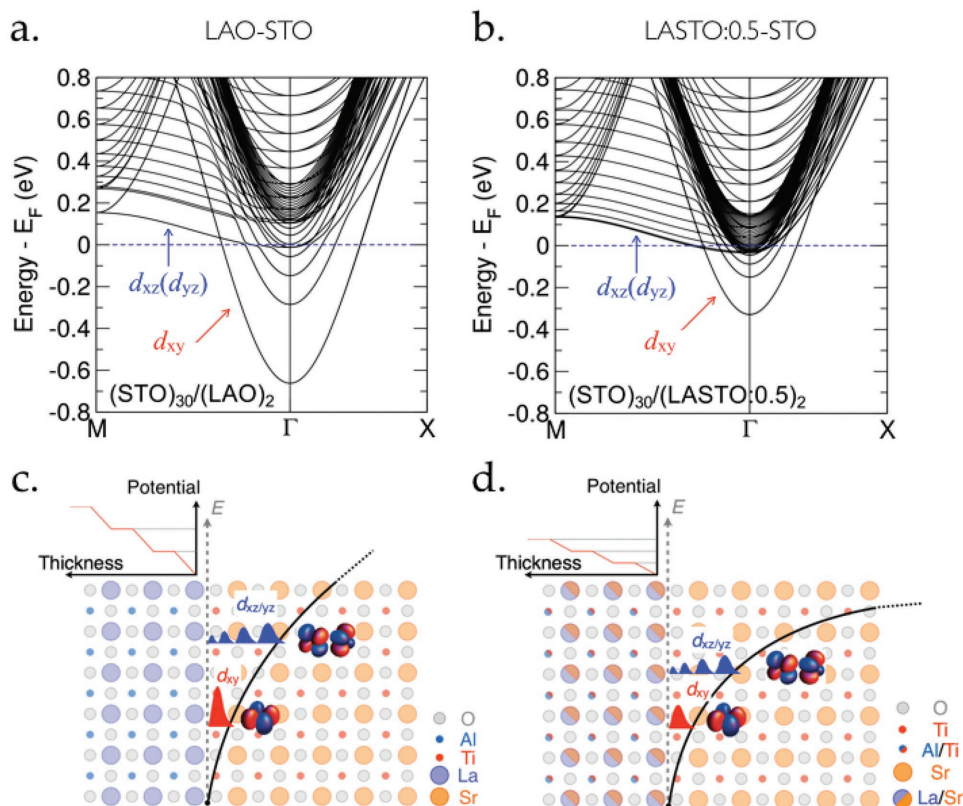 a.
LAO-STO
Energy - E_F (eV)
0.8
0.6
0.4
0.2
0
-0.2
-0.4
-0.6
-0.8
d_xz(d_yz)
d_xy
(STO)_30/(LAO)_2
M
Γ
X
b.
LASTO:0.5-STO
Energy - E_F (eV)
0.8
0.6
0.4
0.2
0
-0.2
-0.4
-0.6
-0.8
d_xz(d_yz)
d_xy
(STO)_30/(LASTO:0.5)_2
M
Γ
X
c.
Potential
E
Thickness
d_xz/yz
d_xy
O
Al
Ti
La
Sr
d.
Potential
E
Thickness
d_xz/yz
d_xy
O
Ti
Al/Ti
Sr
La/Sr